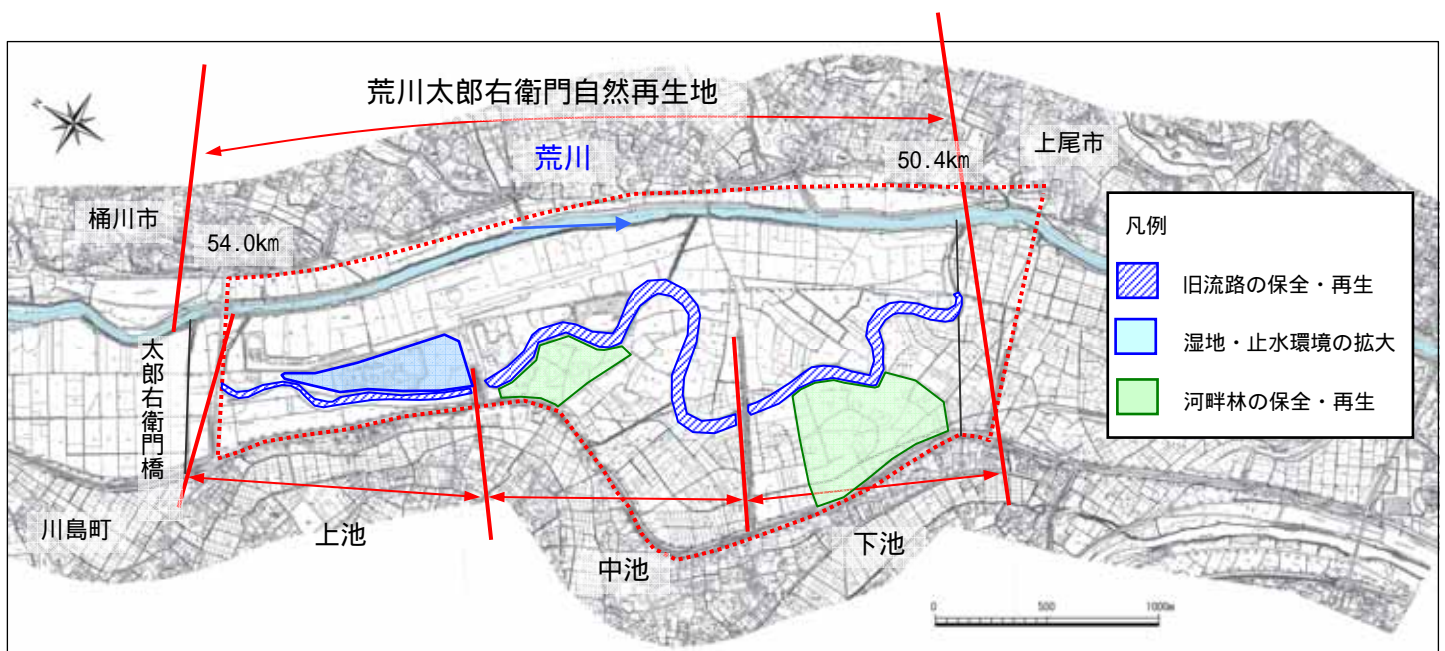 荒川太郎右衛門自然再生地
荒川
50.4km
上尾市
桶川市
54.0km
凡例
旧流路の保全・再生
湿地・止水環境の拡大
河畔林の保全・再生
太郎右衛門橋
川島町
上池
中池
下池
0 500 1000m